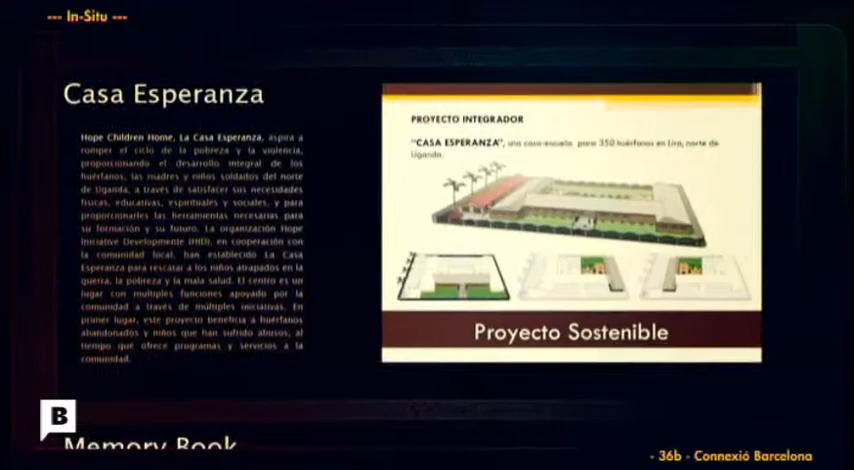 --- In-Situ ---
Casa Esperanza
Hope Children Home, La Casa Esperanza, aspira a
romper el ciclo de la pobreza y la violencia,
proporcionando el desarrollo integral de los
huérfanos, las madres y niños soldados del norte
de Uganda, a través de satisfacer sus necesidades
físicas, educativas, espirituales y sociales, y para
proporcionarles las herramientas necesarias para
su formación y su futuro. La organización Hope
Iniciative Developmente (HID), en cooperación con
la comunidad local, han establecido La Casa
Esperanza para rescatar a los niños atrapados en la
guerra, la pobreza y la mala salud. El centro es un
lugar con multiples funciones apoyado por la
comunidad a través de múltiples iniciativas. En
primer lugar, este proyecto beneficia a huérfanos
abandonados y niños que han sufrido abusos, al
tiempo que ofrece programas y servicios a la
comunidad.
PROYECTO INTEGRADOR
"CASA ESPERANZA", una casa-escuela para 350 huérfanos en Lira, norte de
Uganda.
Proyecto Sostenible
B
Memory Book
- 36b - Connexió Barcelona